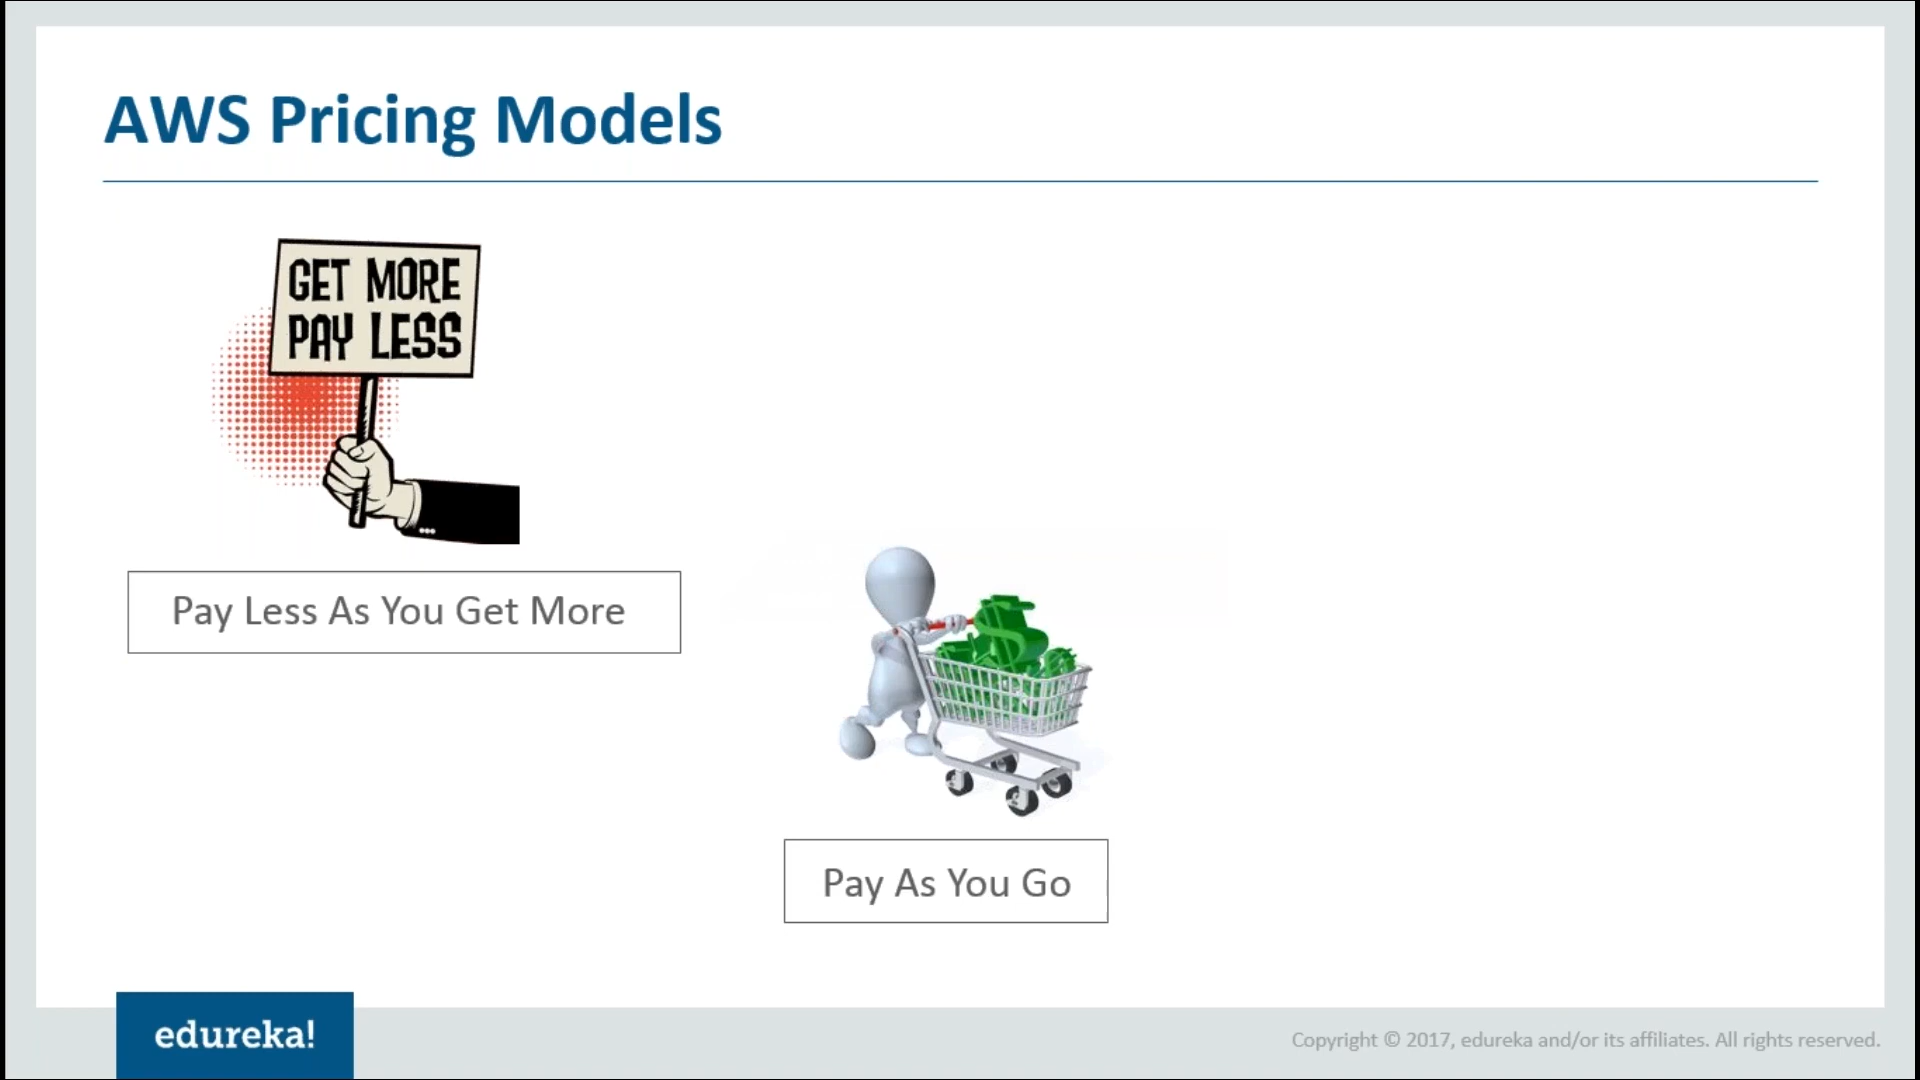 AWS Pricing Models
GET MORE
PAY LESS
Pay Less As You Get More
Pay As You Go
edureka!
Copyright © 2017, edureka and/or its affiliates. All rights reserved.